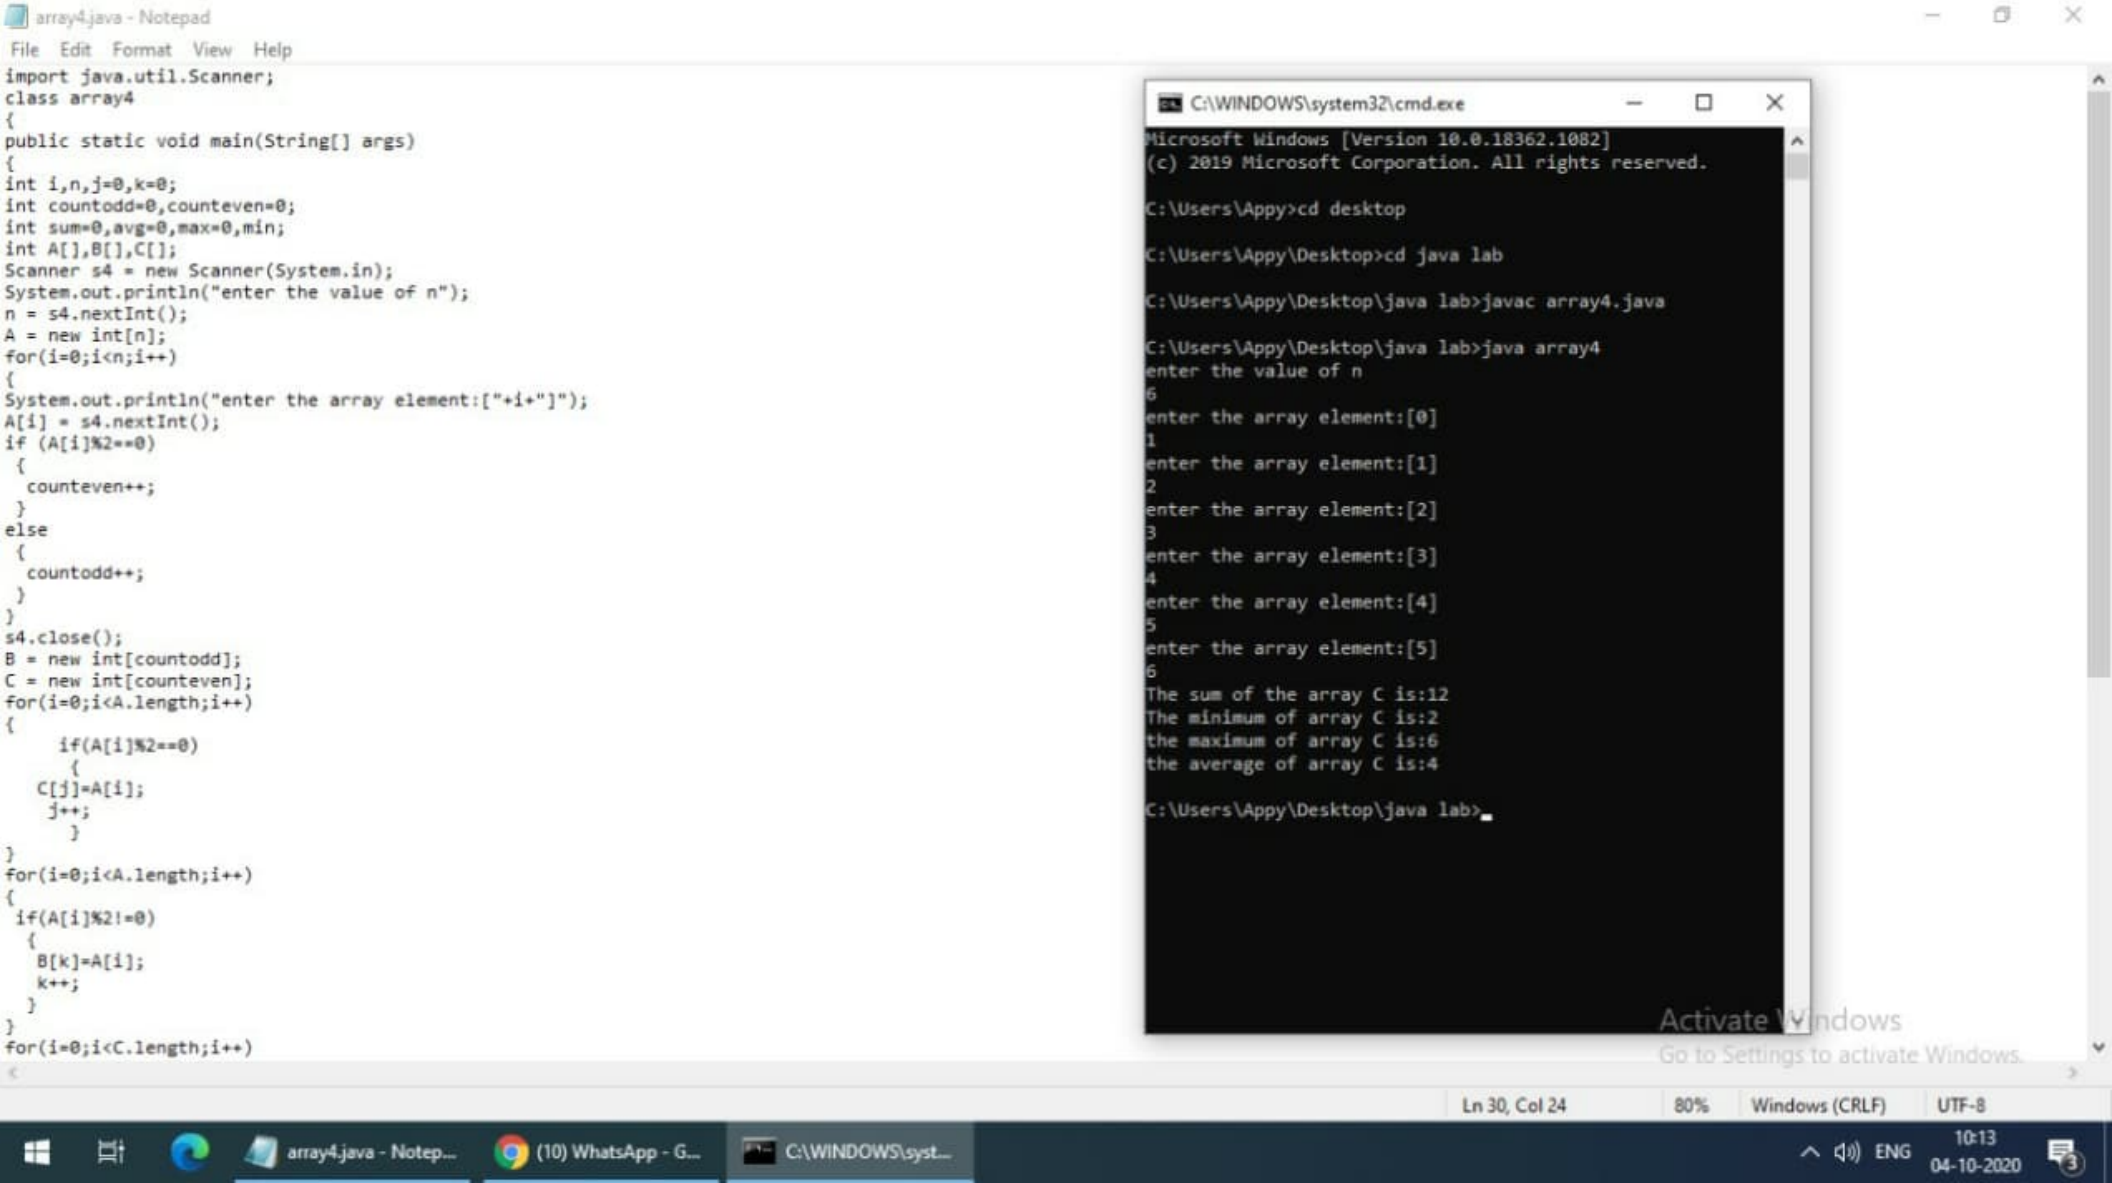 array4.java - Notepad
File Edit Format View Help
import java.util.Scanner;
class array4
{
public static void main(String[] args)
{
int i,n,j=0,k=0;
int countodd=0,counteven=0;
int sum=0,avg=0,max=0,min;
int A[],B[],C[];
Scanner s4 = new Scanner(System.in);
System.out.println("enter the value of n");
n = s4.nextInt();
A = new int[n];
for(i=0;i<n;i++)
{
System.out.println("enter the array element:["+i+"]");
A[i] = s4.nextInt();
if (A[i]%2==0)
{
counteven++;
}
else
{
countodd++;
}
}
s4.close();
B = new int[countodd];
C = new int[counteven];
for(i=0;i<A.length;i++)
{
if(A[i]%2==0)
{
C[j]=A[i];
j++;
}
}
for(i=0;i<A.length;i++)
{
if(A[i]%2!=0)
{
B[k]=A[i];
k++;
}
}
for(i=0;i<C.length;i++)
C:\WINDOWS\system32\cmd.exe
Microsoft Windows [Version 10.0.18362.1082]
(c) 2019 Microsoft Corporation. All rights reserved.
C:\Users\Appy>cd desktop
C:\Users\Appy\Desktop>cd java lab
C:\Users\Appy\Desktop\java lab>javac array4.java
C:\Users\Appy\Desktop\java lab>java array4
enter the value of n
6
enter the array element:[0]
1
enter the array element:[1]
2
enter the array element:[2]
3
enter the array element:[3]
4
enter the array element:[4]
5
enter the array element:[5]
6
The sum of the array C is:12
The minimum of array C is:2
the maximum of array C is:6
the average of array C is:4
C:\Users\Appy\Desktop\java lab>
Activate Windows
Go to Settings to activate Windows.
Ln 30, Col 24 80% Windows (CRLF) UTF-8
array4.java - Notep... (10) WhatsApp - G... C:\WINDOWS\syst... ENG 10:13
04-10-2020 3